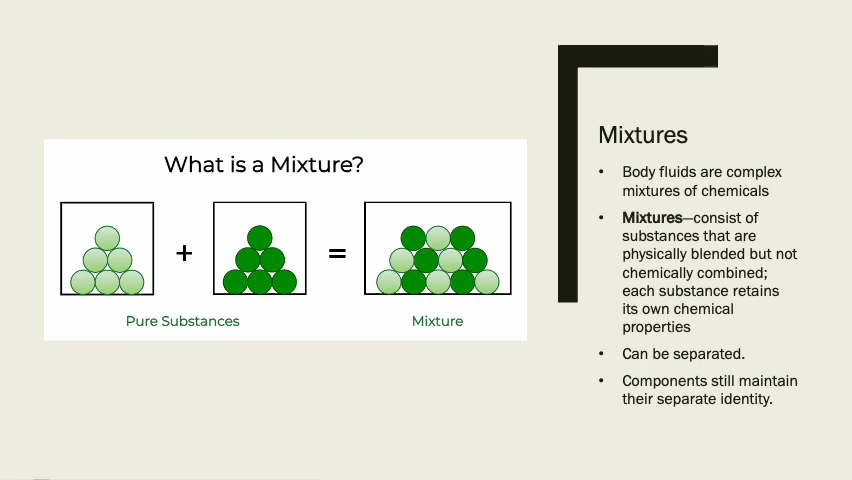 What is a Mixture?
+
=
Pure Substances
Mixture
Mixtures
• Body fluids are complex
mixtures of chemicals
• Mixtures—consist of
substances that are
physically blended but not
chemically combined;
each substance retains
its own chemical
properties
• Can be separated.
• Components still maintain
their separate identity.